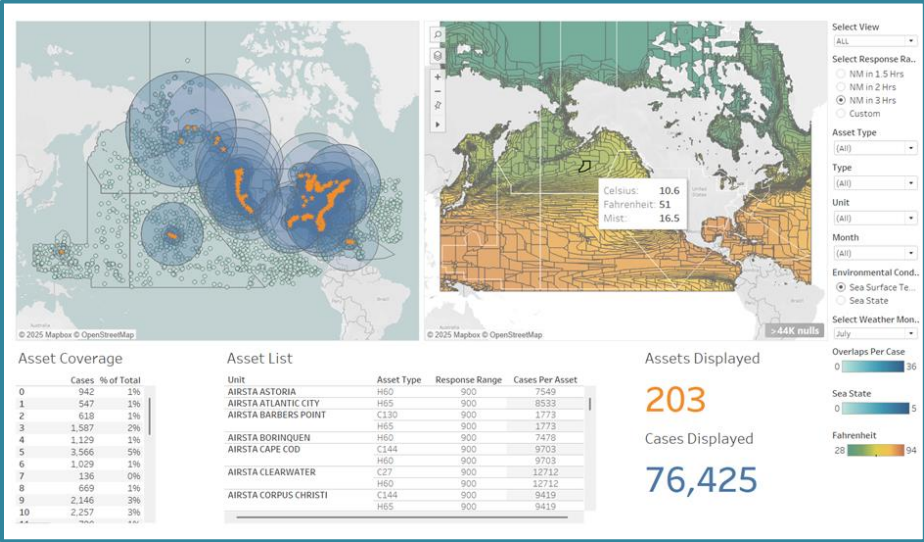 Select View
ALL
Select Response Ra..
NM in 1.5 Hrs
NM in 2 Hrs
NM in 3 Hrs
Custom
Asset Type
(All)
Type
(All)
Unit
(All)
Month
(All)
Environmental Cond..
Sea Surface Te...
Sea State
Select Weather Mon..
July
Overlaps Per Case
0 36
Sea State
0 5
Fahrenheit
28 94
Celsius: 10.6
Fahrenheit: 51
Mist: 16.5
United States
Brazil
Brazil
Australia
Australia
© 2025 Mapbox © OpenStreetMap
© 2025 Mapbox © OpenStreetMap
>44K nulls
Asset Coverage
Cases % of Total
0 942 1%
1 547 1%
2 618 1%
3 1,587 2%
4 1,129 1%
5 3,566 5%
6 1,029 1%
7 136 0%
8 669 1%
9 2,146 3%
10 2,257 3%
Asset List
Unit Asset Type Response Range Cases Per Asset
AIRSTA ASTORIA H60 900 7549
AIRSTA ATLANTIC CITY H65 900 8533
AIRSTA BARBERS POINT C130 900 1773
H65 900 1773
AIRSTA BORINQUEN H60 900 7478
AIRSTA CAPE COD C144 900 9703
H60 900 9703
AIRSTA CLEARWATER C27 900 12712
H60 900 12712
AIRSTA CORPUS CHRISTI C144 900 9419
H65 900 9419
Assets Displayed
203
Cases Displayed
76,425